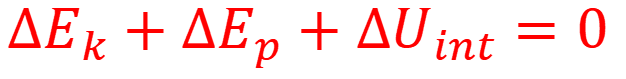 ΔE_k + ΔE_p + ΔU_int = 0